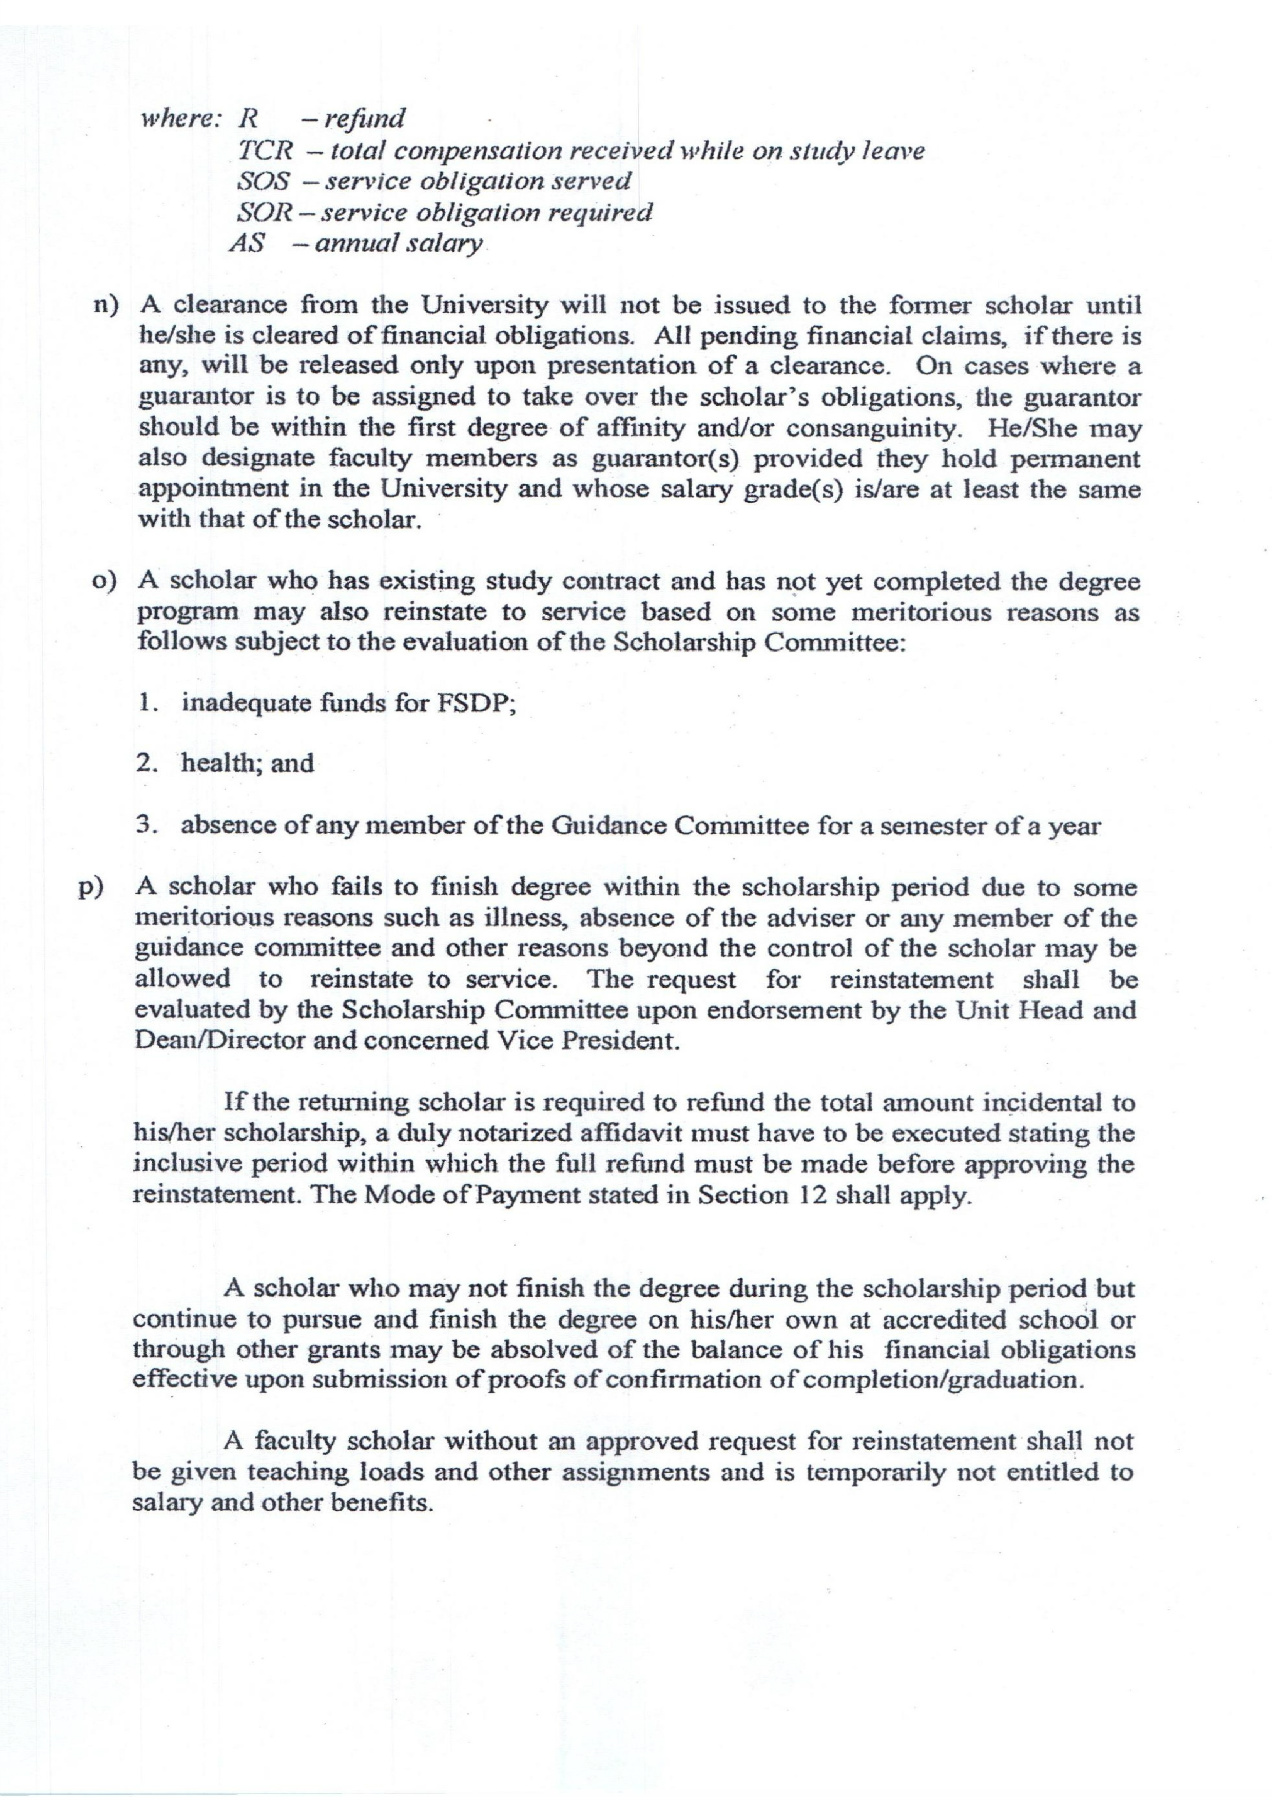 where: R – refund
TCR – total compensation received while on study leave
SOS – service obligation served
SOR – service obligation required
AS – annual salary
n) A clearance from the University will not be issued to the former scholar until
he/she is cleared of financial obligations. All pending financial claims, if there is
any, will be released only upon presentation of a clearance. On cases where a
guarantor is to be assigned to take over the scholar's obligations, the guarantor
should be within the first degree of affinity and/or consanguinity. He/She may
also designate faculty members as guarantor(s) provided they hold permanent
appointment in the University and whose salary grade(s) is/are at least the same
with that of the scholar.
o) A scholar who has existing study contract and has not yet completed the degree
program may also reinstate to service based on some meritorious reasons as
follows subject to the evaluation of the Scholarship Committee:
1. inadequate funds for FSDP;
2. health; and
3. absence of any member of the Guidance Committee for a semester of a year
p) A scholar who fails to finish degree within the scholarship period due to some
meritorious reasons such as illness, absence of the adviser or any member of the
guidance committee and other reasons beyond the control of the scholar may be
allowed to reinstate to service. The request for reinstatement shall be
evaluated by the Scholarship Committee upon endorsement by the Unit Head and
Dean/Director and concerned Vice President.
If the returning scholar is required to refund the total amount incidental to
his/her scholarship, a duly notarized affidavit must have to be executed stating the
inclusive period within which the full refund must be made before approving the
reinstatement. The Mode of Payment stated in Section 12 shall apply.
A scholar who may not finish the degree during the scholarship period but
continue to pursue and finish the degree on his/her own at accredited school or
through other grants may be absolved of the balance of his financial obligations
effective upon submission of proofs of confirmation of completion/graduation.
A faculty scholar without an approved request for reinstatement shall not
be given teaching loads and other assignments and is temporarily not entitled to
salary and other benefits.